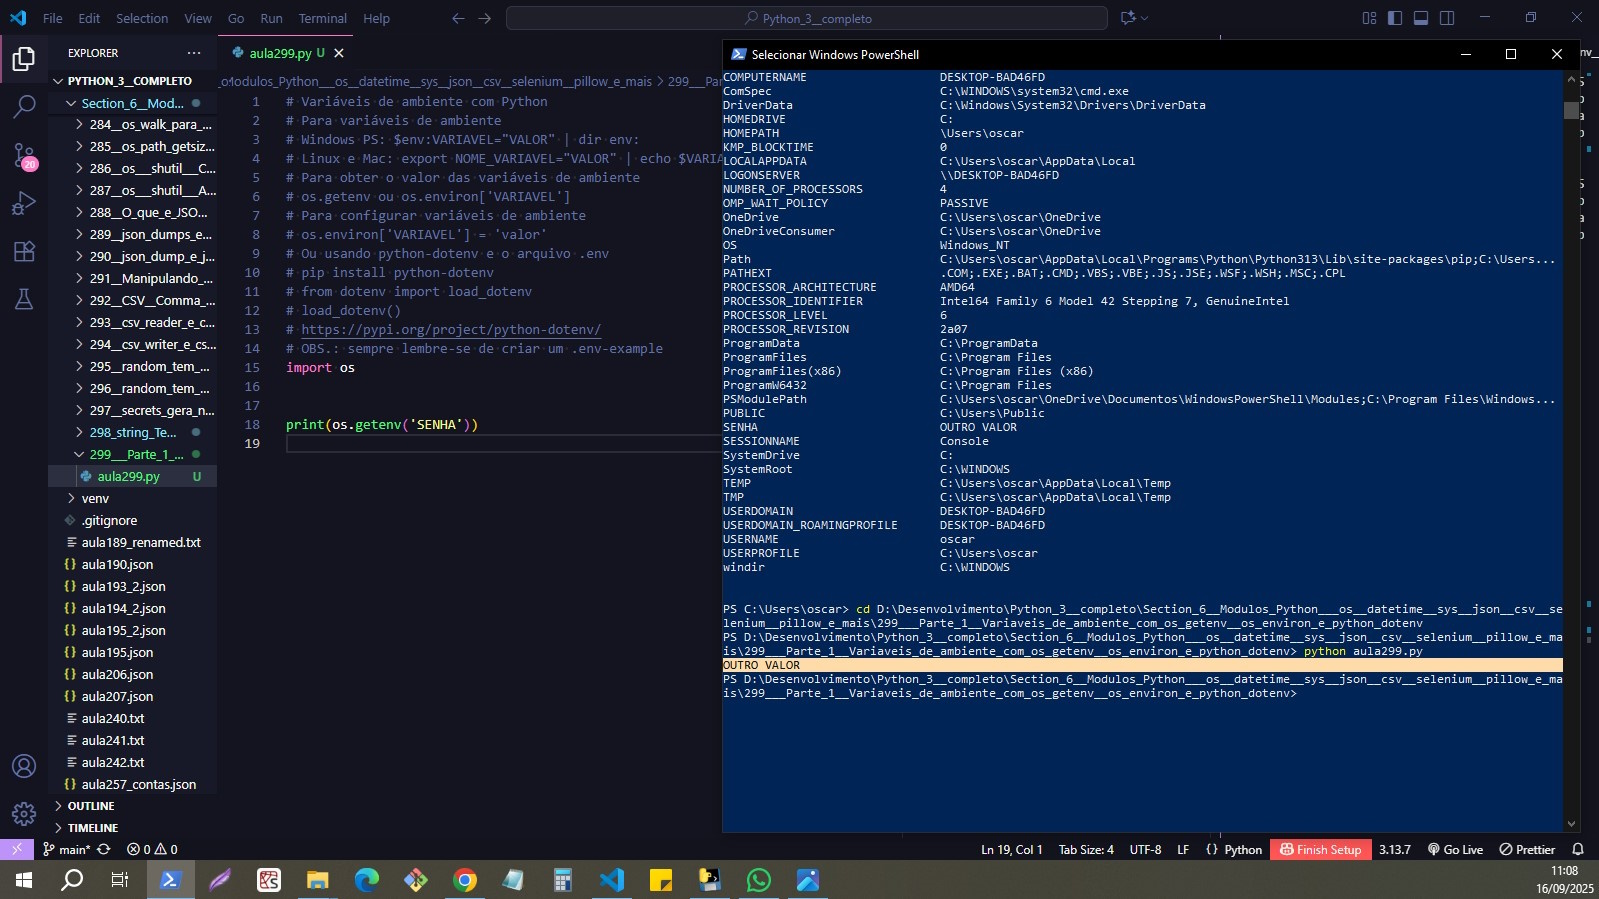 File Edit Selection View Go Run Terminal Help
Python_3__completo
EXPLORER
PYTHON_3__COMPLETO
Section_6__Mod...
284__os_walk_para_...
285__os_path_getsiz...
286__os___shutil__C...
287__os___shutil__A...
288__O_que_e_JSO...
289__json_dumps_e...
290__json_dump_e_j...
291__Manipulando_...
292__CSV__Comma_...
293__csv_reader_e_c...
294__csv_writer_e_cs...
295__random_tem_...
296__random_tem_...
297__secrets_gera_n...
298_string_Te...
299___Parte_1_...
aula299.py U
venv
.gitignore
aula189_renamed.txt
aula190.json
aula193_2.json
aula194_2.json
aula195_2.json
aula195.json
aula206.json
aula207.json
aula240.txt
aula241.txt
aula242.txt
aula257_contas.json
OUTLINE
TIMELINE
20
aula299.py U
Modulos_Python___os__datetime__sys__json__csv__selenium__pillow_e_mais > 299___Par
1 # Variáveis de ambiente com Python
2 # Para variáveis de ambiente
3 # Windows PS: $env:VARIAVEL="VALOR" | dir env:
4 # Linux e Mac: export NOME_VARIAVEL="VALOR" | echo $VARIA
5 # Para obter o valor das variáveis de ambiente
6 # os.getenv ou os.environ['VARIAVEL']
7 # Para configurar variáveis de ambiente
8 # os.environ['VARIAVEL'] = 'valor'
9 # Ou usando python-dotenv e o arquivo .env
10 # pip install python-dotenv
11 # from dotenv import load_dotenv
12 # load_dotenv()
13 # https://pypi.org/project/python-dotenv/
14 # OBS.: sempre lembre-se de criar um .env-example
15 import os
16
17
18 print(os.getenv('SENHA'))
19
Selecionar Windows PowerShell
COMPUTERNAME DESKTOP-BAD46FD
ComSpec C:\WINDOWS\system32\cmd.exe
DriverData C:\Windows\System32\Drivers\DriverData
HOMEDRIVE C:
HOMEPATH \Users\oscar
KMP_BLOCKTIME 0
LOCALAPPDATA C:\Users\oscar\AppData\Local
LOGONSERVER \\DESKTOP-BAD46FD
NUMBER_OF_PROCESSORS 4
OMP_WAIT_POLICY PASSIVE
OneDrive C:\Users\oscar\OneDrive
OneDriveConsumer C:\Users\oscar\OneDrive
OS Windows_NT
Path C:\Users\oscar\AppData\Local\Programs\Python\Python313\Lib\site-packages\pip;C:\Users...
PATHEXT .COM;.EXE;.BAT;.CMD;.VBS;.VBE;.JS;.JSE;.WSF;.WSH;.MSC;.CPL
PROCESSOR_ARCHITECTURE AMD64
PROCESSOR_IDENTIFIER Intel64 Family 6 Model 42 Stepping 7, GenuineIntel
PROCESSOR_LEVEL 6
PROCESSOR_REVISION 2a07
ProgramData C:\ProgramData
ProgramFiles C:\Program Files
ProgramFiles(x86) C:\Program Files (x86)
ProgramW6432 C:\Program Files
PSModulePath C:\Users\oscar\OneDrive\Documentos\WindowsPowerShell\Modules;C:\Program Files\Windows...
PUBLIC C:\Users\Public
SENHA OUTRO VALOR
SESSIONNAME Console
SystemDrive C:
SystemRoot C:\WINDOWS
TEMP C:\Users\oscar\AppData\Local\Temp
TMP C:\Users\oscar\AppData\Local\Temp
USERDOMAIN DESKTOP-BAD46FD
USERDOMAIN_ROAMINGPROFILE DESKTOP-BAD46FD
USERNAME oscar
USERPROFILE C:\Users\oscar
windir C:\WINDOWS
PS C:\Users\oscar> cd D:\Desenvolvimento\Python_3__completo\Section_6__Modulos_Python___os__datetime__sys__json__csv__se
lenium__pillow_e_mais\299___Parte_1__Variaveis_de_ambiente_com_os_getenv__os_environ_e_python_dotenv
PS D:\Desenvolvimento\Python_3__completo\Section_6__Modulos_Python___os__datetime__sys__json__csv__selenium__pillow_e_ma
is\299___Parte_1__Variaveis_de_ambiente_com_os_getenv__os_environ_e_python_dotenv> python aula299.py
OUTRO VALOR
PS D:\Desenvolvimento\Python_3__completo\Section_6__Modulos_Python___os__datetime__sys__json__csv__selenium__pillow_e_ma
is\299___Parte_1__Variaveis_de_ambiente_com_os_getenv__os_environ_e_python_dotenv>
main* 0 0 Ln 19, Col 1 Tab Size: 4 UTF-8 LF Python Finish Setup 3.13.7 Go Live Prettier
11:08
16/09/2025